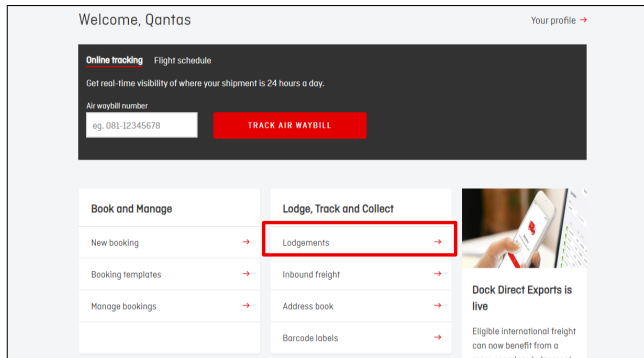 Welcome, Qantas
Your profile →
Online tracking Flight schedule
Get real-time visibility of where your shipment is 24 hours a day.
Air waybill number
eg. 081-12345678
TRACK AIR WAYBILL
Book and Manage
New booking →
Booking templates →
Manage bookings →
Lodge, Track and Collect
Lodgements →
Inbound freight →
Address book →
Barcode labels →
Dock Direct Exports is
live
Eligible international freight
can now benefit from a